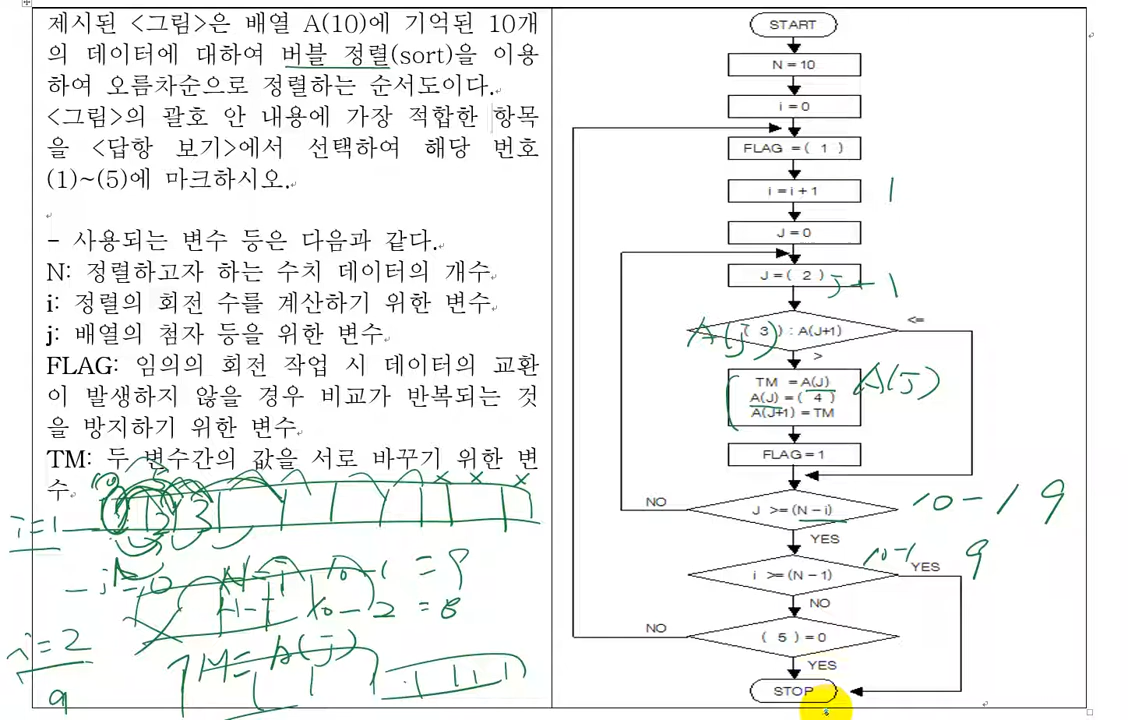 제시된 <그림>은 배열 A(10)에 기억된 10개
의 데이터에 대하여 버블 정렬(sort)을 이용
하여 오름차순으로 정렬하는 순서도이다.
<그림>의 괄호 안 내용에 가장 적합한 항목
을 <답항 보기>에서 선택하여 해당 번호
(1)~(5)에 마크하시오.
- 사용되는 변수 등은 다음과 같다.
N: 정렬하고자 하는 수치 데이터의 개수
i: 정렬의 회전 수를 계산하기 위한 변수
j: 배열의 첨자 등을 위한 변수
FLAG: 임의의 회전 작업 시 데이터의 교환
이 발생하지 않을 경우 비교가 반복되는 것
을 방지하기 위한 변수
TM: 두 변수간의 값을 서로 바꾸기 위한 변
수
i=1
N-i 10-1 = 9
10-2 = 8
i=2
TM= A(j)
9
START
N = 10
i = 0
FLAG = ( 1 )
i = i + 1
1
J = 0
J = ( 2 )
j+1
( 3 ) : A(J+1)
A(j)
<=
>
TM = A(J)
A(J) = ( 4 )
A(J+1) = TM
A(J)
FLAG = 1
J >= (N - i)
10-1 9
NO
YES
i >= (N - 1)
10-1 9
YES
NO
( 5 ) = 0
NO
YES
STOP